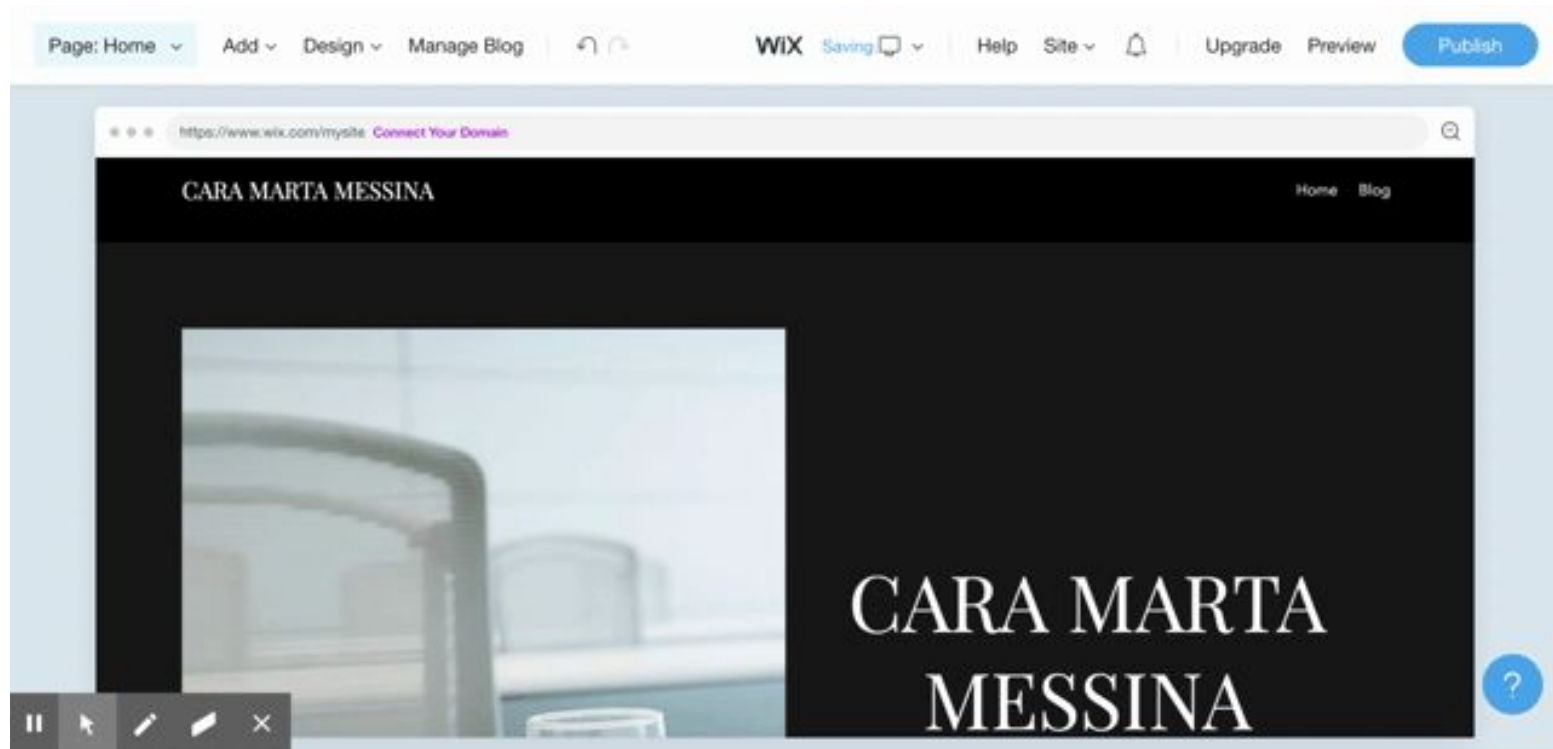 Page: Home Add Design Manage Blog WiX Saving Help Site Upgrade Preview Publish
https://www.wix.com/mysite Connect Your Domain
CARA MARTA MESSINA Home Blog
CARA MARTA
MESSINA
?